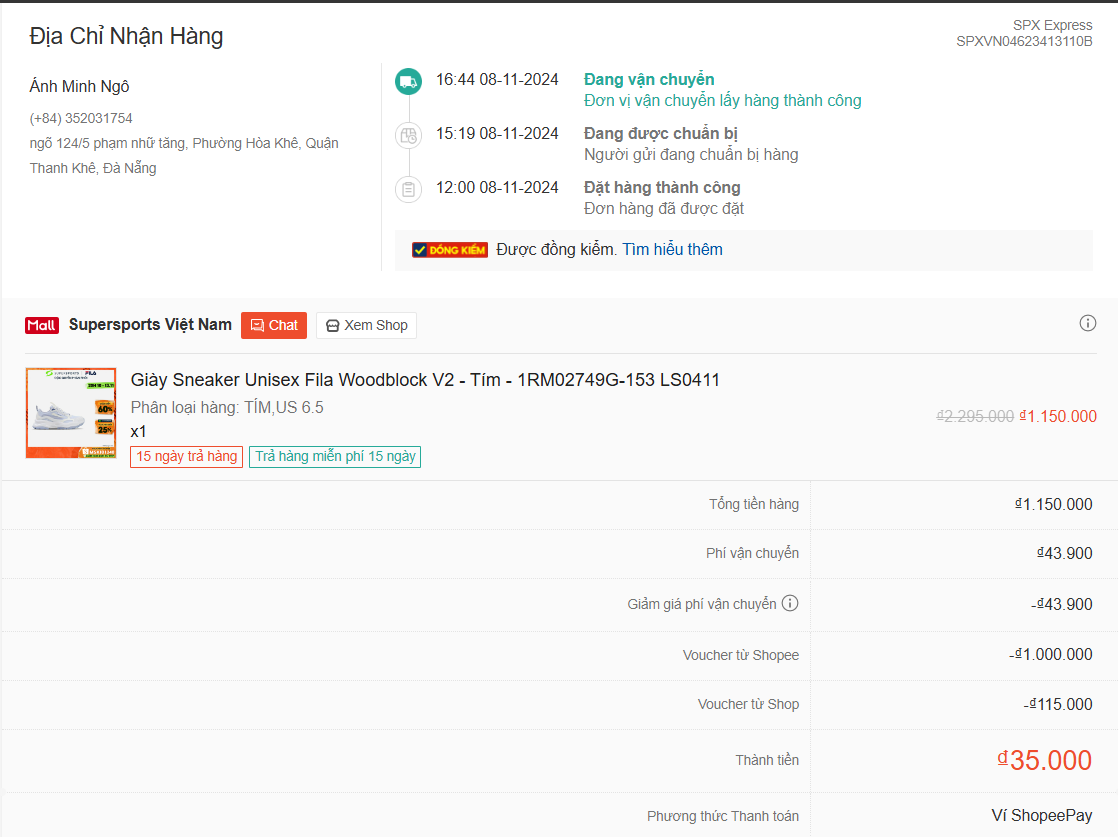 Địa Chỉ Nhận Hàng
SPX Express
SPXVN04623413110B
Ánh Minh Ngô
(+84) 352031754
ngõ 124/5 phạm nhữ tăng, Phường Hòa Khê, Quận
Thanh Khê, Đà Nẵng
16:44 08-11-2024 Đang vận chuyển
Đơn vị vận chuyển lấy hàng thành công
15:19 08-11-2024 Đang được chuẩn bị
Người gửi đang chuẩn bị hàng
12:00 08-11-2024 Đặt hàng thành công
Đơn hàng đã được đặt
ĐỒNG KIỂM Được đồng kiểm. Tìm hiểu thêm
Mall Supersports Việt Nam Chat Xem Shop
Giày Sneaker Unisex Fila Woodblock V2 - Tím - 1RM02749G-153 LS0411
Phân loại hàng: TÍM,US 6.5
x1
₫2.295.000 ₫1.150.000
15 ngày trả hàng Trả hàng miễn phí 15 ngày
FILA
60%
25%
Tổng tiền hàng ₫1.150.000
Phí vận chuyển ₫43.900
Giảm giá phí vận chuyển -₫43.900
Voucher từ Shopee -₫1.000.000
Voucher từ Shop -₫115.000
Thành tiền ₫35.000
Phương thức Thanh toán Ví ShopeePay